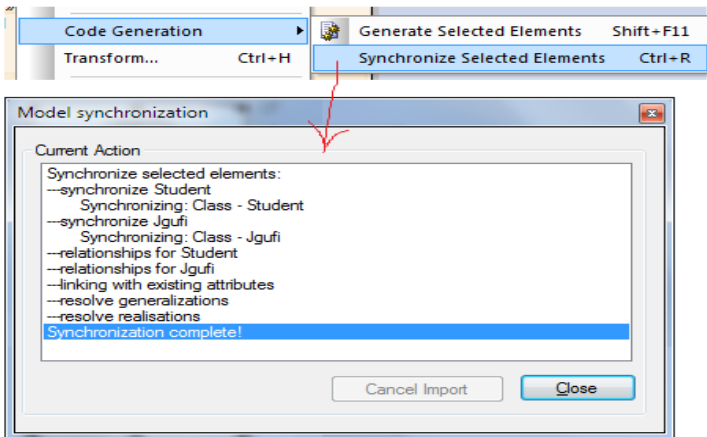 Code Generation
Generate Selected Elements Shift+F11
Transform... Ctrl+H
Synchronize Selected Elements Ctrl+R
Model synchronization
Current Action
Synchronize selected elements:
---synchronize Student
Synchronizing: Class - Student
---synchronize Jgufi
Synchronizing: Class - Jgufi
---relationships for Student
---relationships for Jgufi
---linking with existing attributes
---resolve generalizations
---resolve realisations
Synchronization complete!
Cancel Import Close